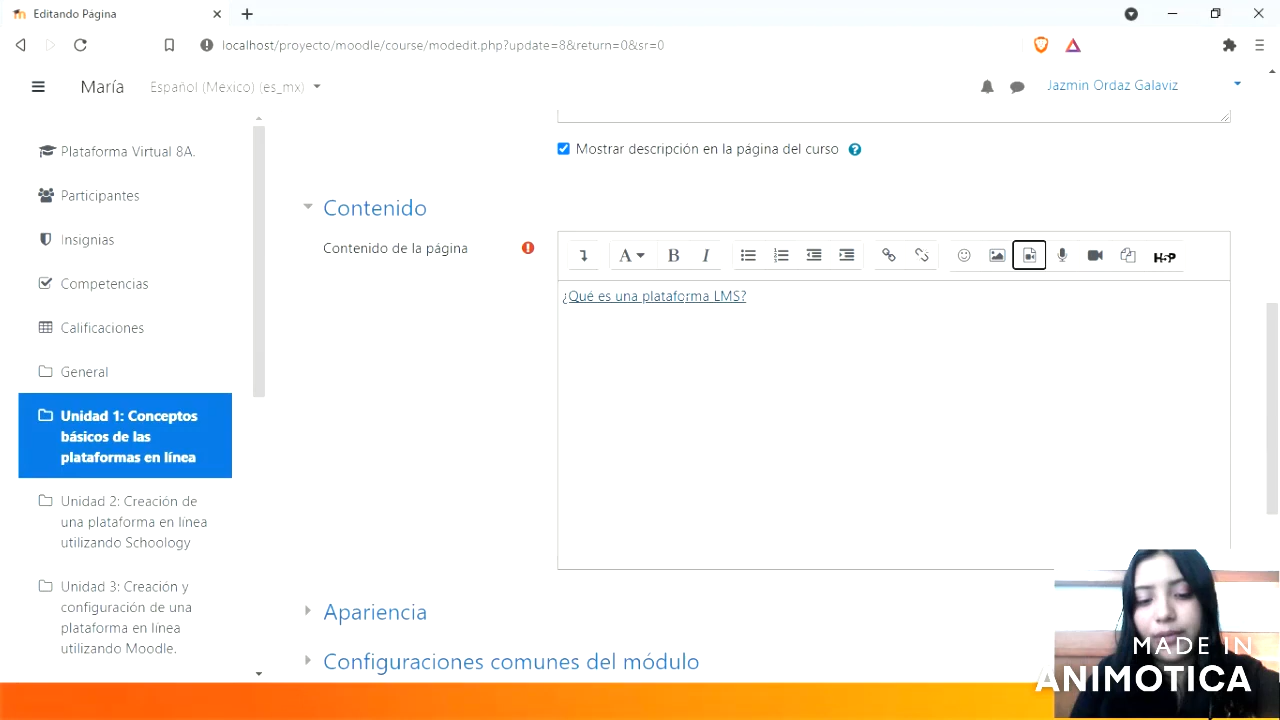 Editando Página
localhost/proyecto/moodle/course/modedit.php?update=8&return=0&sr=0
María
Español (Mexico) (es_mx)
Jazmin Ordaz Galaviz
Plataforma Virtual 8A.
Participantes
Insignias
Competencias
Calificaciones
General
Unidad 1: Conceptos
básicos de las
plataformas en línea
Unidad 2: Creación de
una plataforma en línea
utilizando Schoology
Unidad 3: Creación y
configuración de una
plataforma en línea
utilizando Moodle.
Mostrar descripción en la página del curso
Contenido
Contenido de la página
A
B
I
H-P
¿Qué es una plataforma LMS?
Apariencia
Configuraciones comunes del módulo
MADE IN
ANIMOTICA